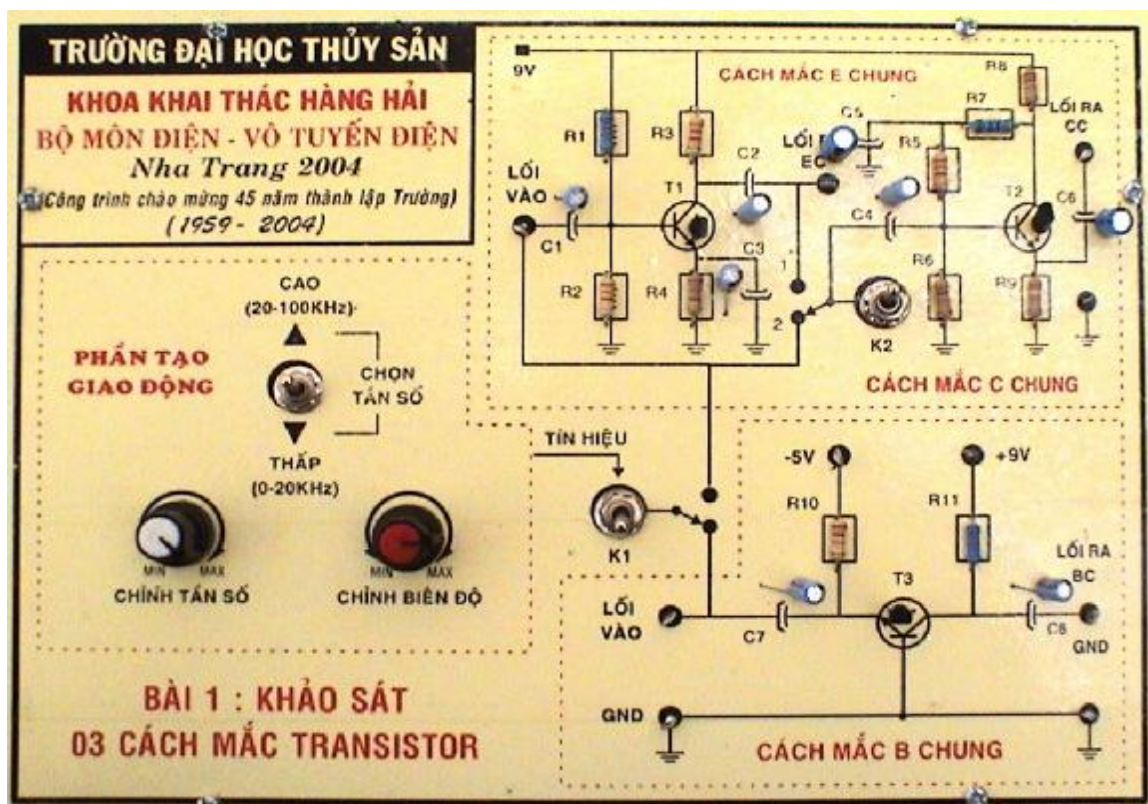 TRƯỜNG ĐẠI HỌC THỦY SẢN
KHOA KHAI THÁC HÀNG HẢI
BỘ MÔN ĐIỆN - VÔ TUYẾN ĐIỆN
Nha Trang 2004
(Công trình chào mừng 45 năm thành lập Trường)
(1959 - 2004)
CAO
(20-100KHz)
PHẦN TẠO
GIAO ĐỘNG
CHỌN
TẦN SỐ
THẤP
(0-20KHz)
MIN MAX
CHỈNH TẦN SỐ
MIN MAX
CHỈNH BIÊN ĐỘ
BÀI 1 : KHẢO SÁT
03 CÁCH MẮC TRANSISTOR
9V
CÁCH MẮC E CHUNG
R1
R3
LỐI
VÀO
C1
T1
C2
LỐI
EC
C3
R2
R4
1
2
K2
C5
R5
R7
R8
LỐI RA
CC
C4
T2
C6
R6
R9
CÁCH MẮC C CHUNG
TÍN HIỆU
K1
-5V
+9V
R10
R11
LỐI RA
BC
T3
LỐI
VÀO
C7
C8
GND
GND
CÁCH MẮC B CHUNG